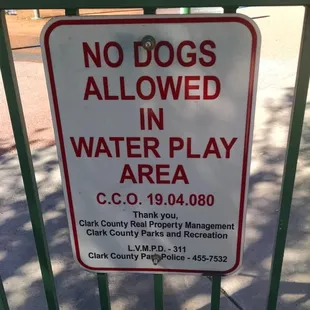 NO DOGS
ALLOWED
IN
WATER PLAY
AREA
C.C.O. 19.04.080
Thank you,
Clark County Real Property Management
Clark County Parks and Recreation
L.V.M.P.D. - 311
Clark County Park Police - 455-7532